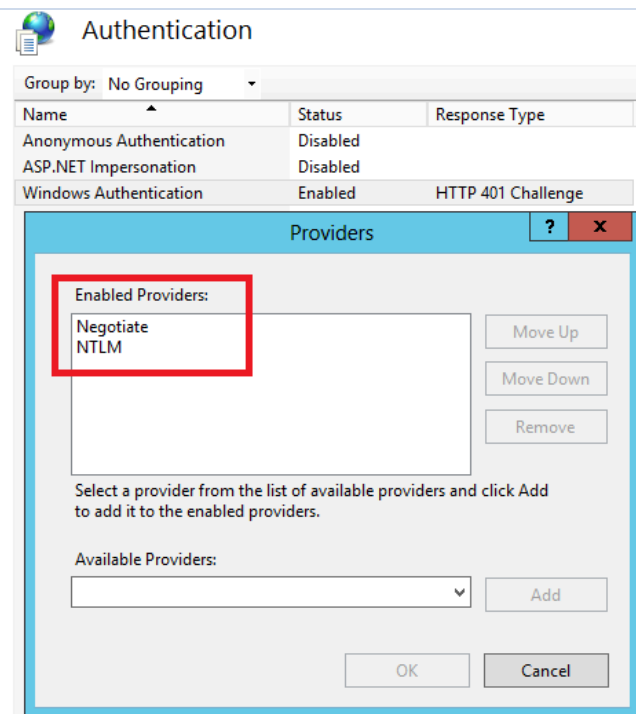 Authentication
Group by: No Grouping
Name Status Response Type
Anonymous Authentication Disabled
ASP.NET Impersonation Disabled
Windows Authentication Enabled HTTP 401 Challenge
Providers ? x
Enabled Providers:
Negotiate
NTLM
Move Up
Move Down
Remove
Select a provider from the list of available providers and click Add
to add it to the enabled providers.
Available Providers:
Add
OK Cancel